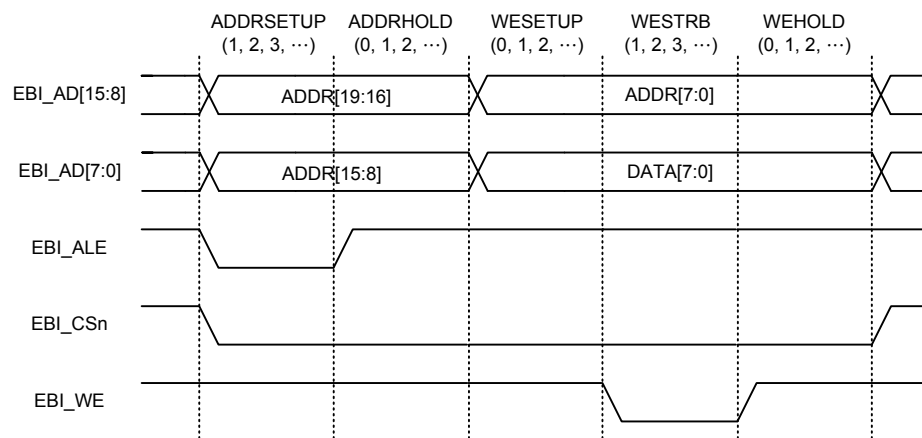 ADDRSETUP ADDRHOLD WESETUP WESTRB WEHOLD
(1, 2, 3, ⋯) (0, 1, 2, ⋯) (0, 1, 2, ⋯) (1, 2, 3, ⋯) (0, 1, 2, ⋯)
EBI_AD[15:8] ADDR[19:16] ADDR[7:0]
EBI_AD[7:0] ADDR[15:8] DATA[7:0]
EBI_ALE
EBI_CSn
EBI_WE